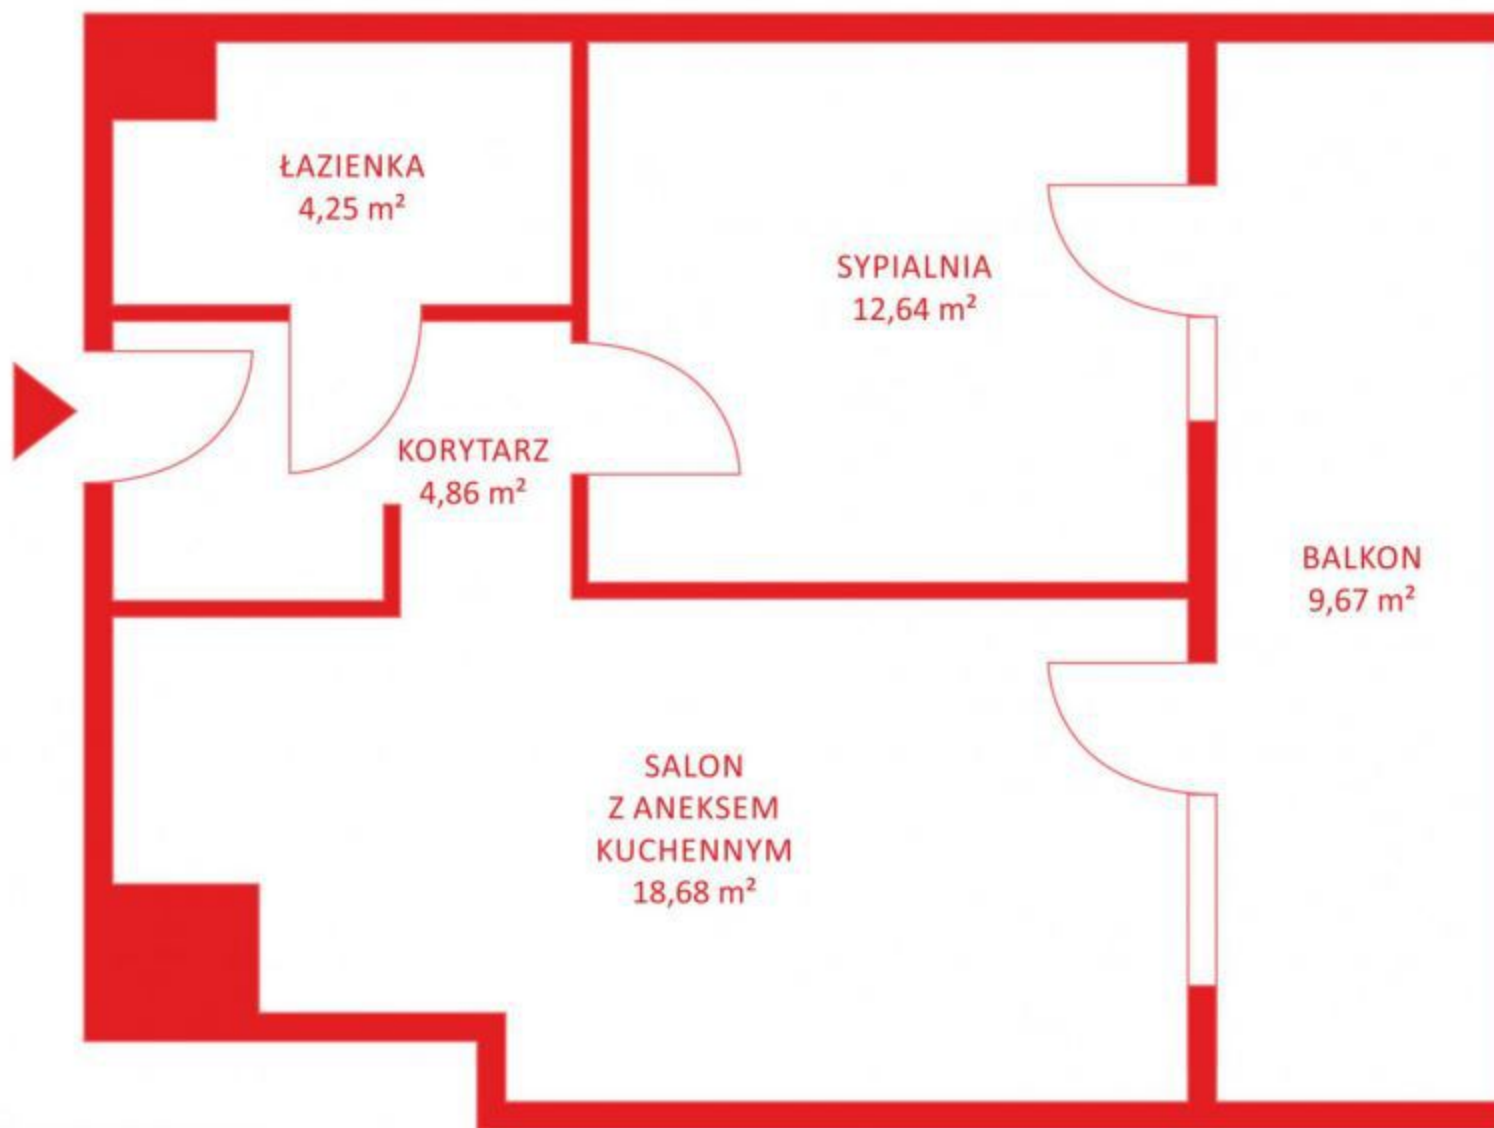 ŁAZIENKA
4,25 m²
SYPIALNIA
12,64 m²
KORYTARZ
4,86 m²
BALKON
9,67 m²
SALON
Z ANEKSEM
KUCHENNYM
18,68 m²